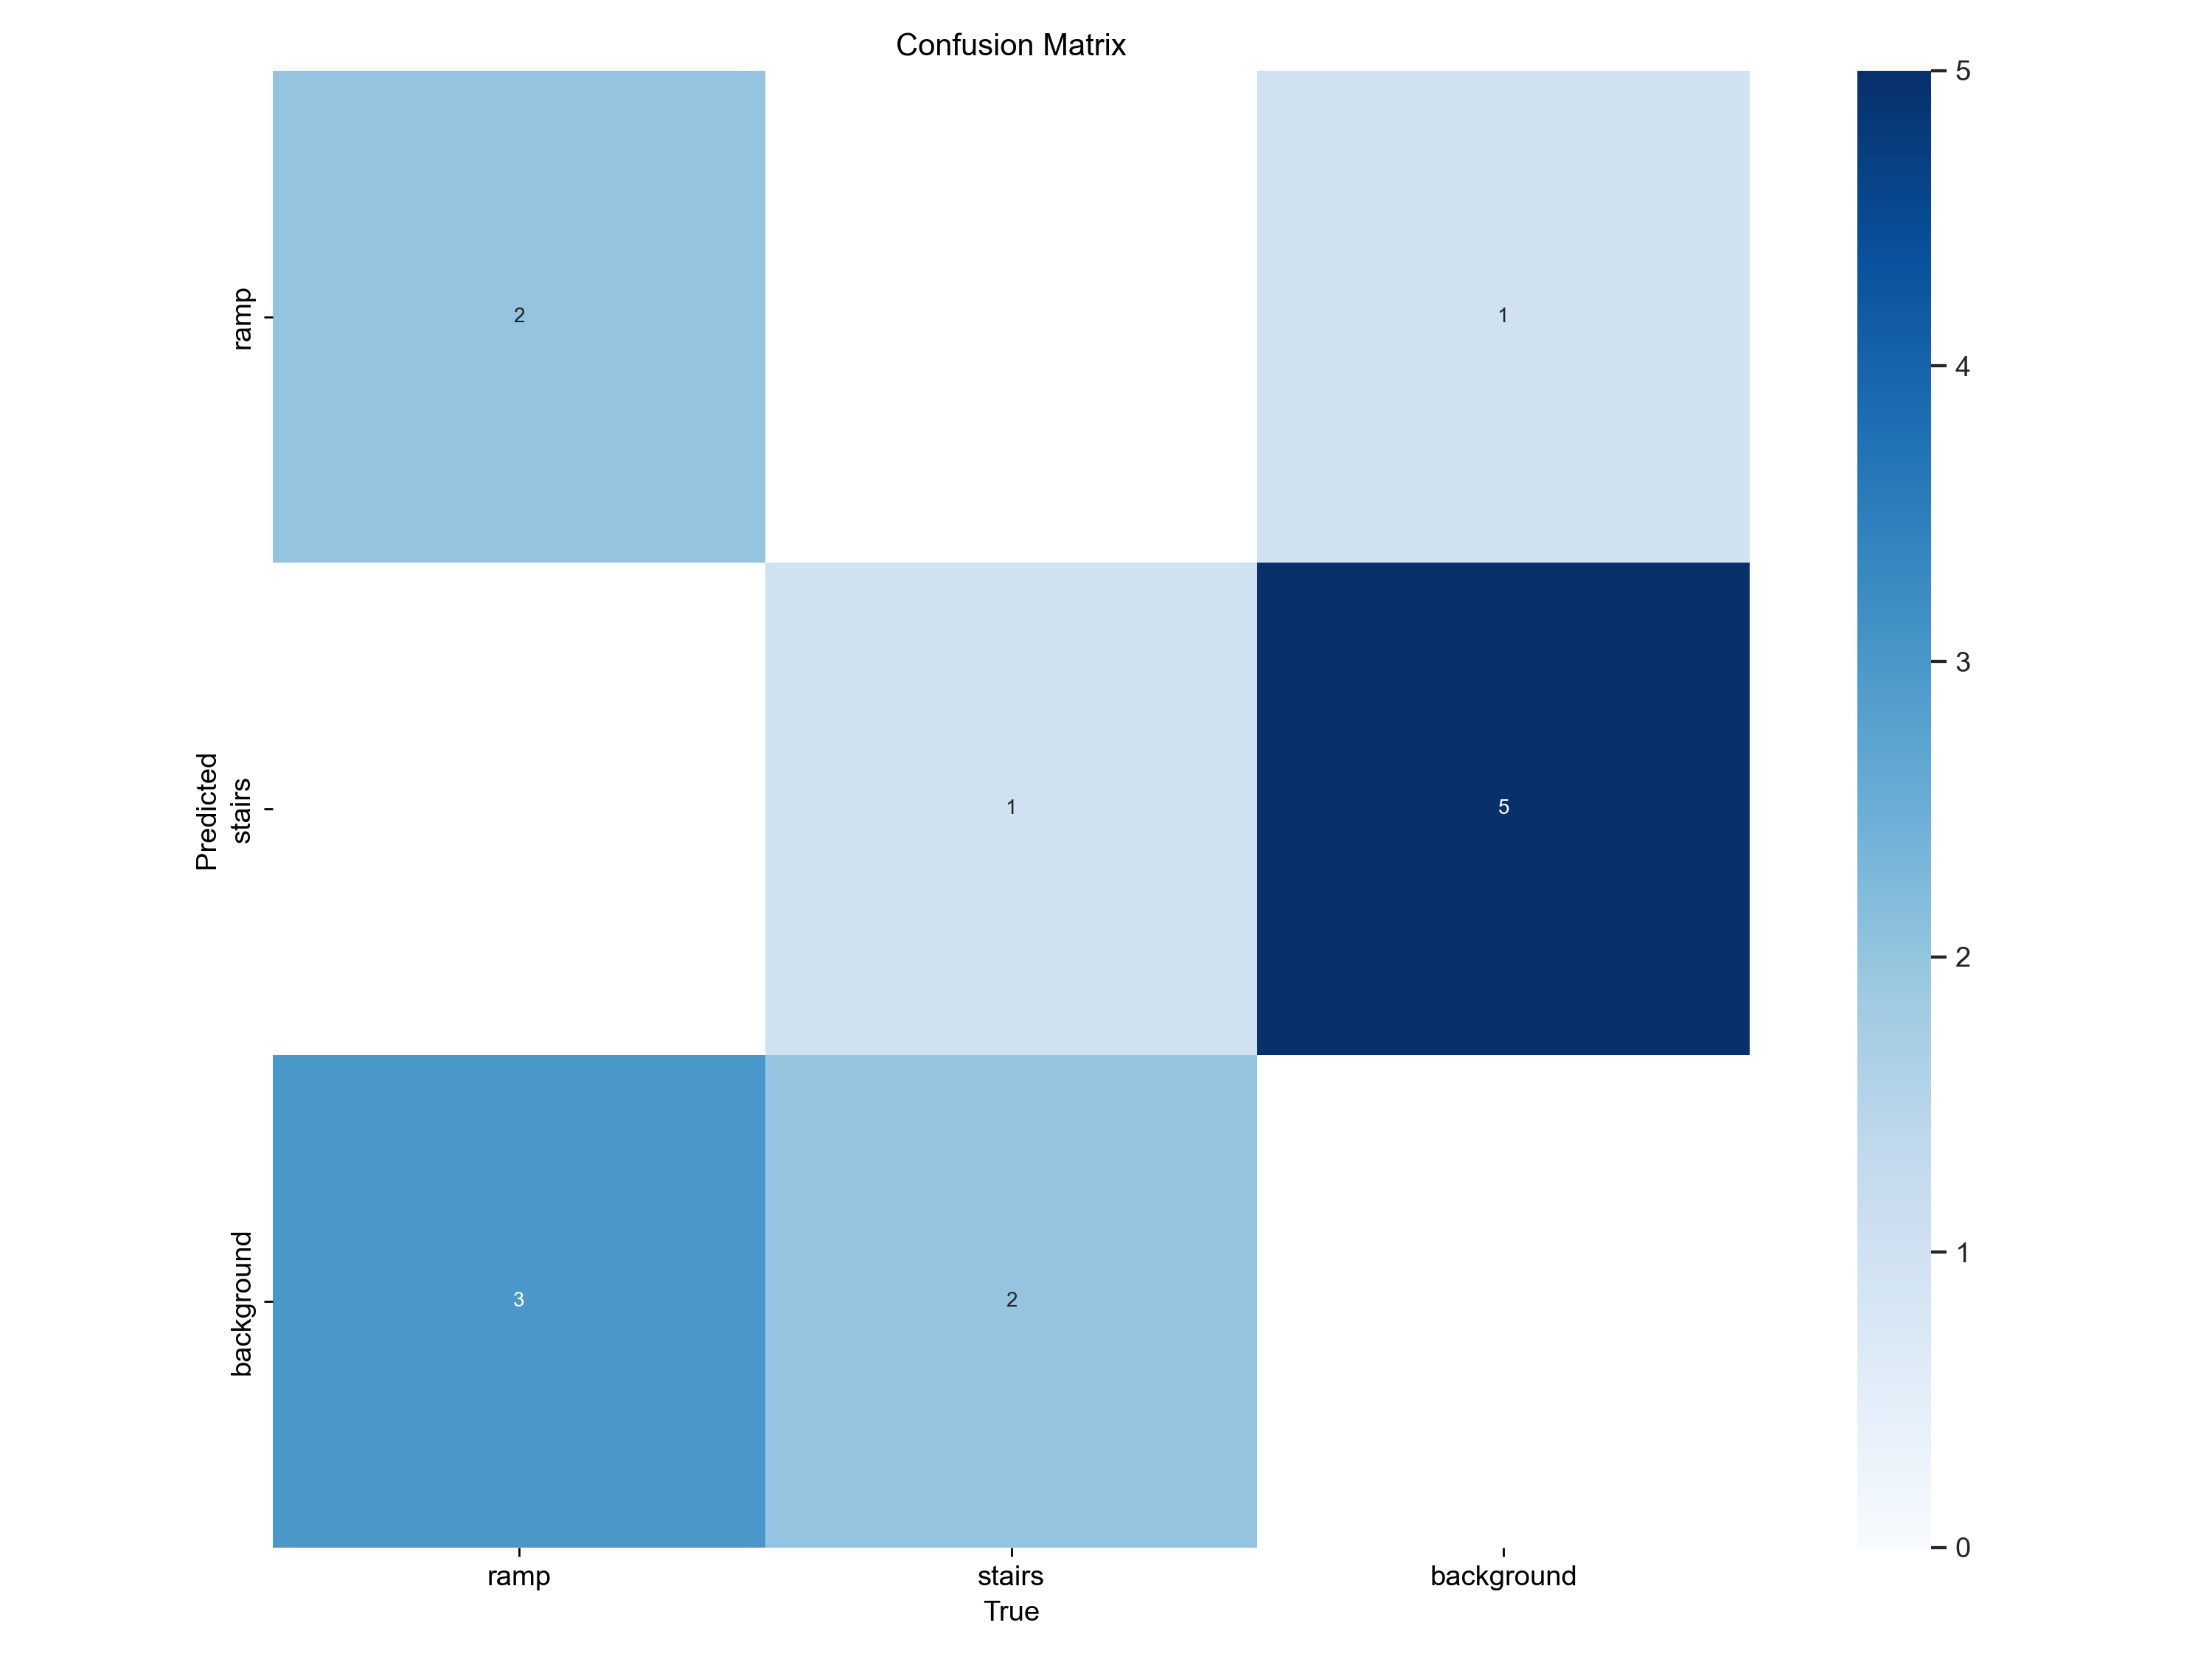 Confusion Matrix
ramp
2
1
Predicted
stairs
1
5
background
3
2
ramp
stairs
background
True
5
4
3
2
1
0